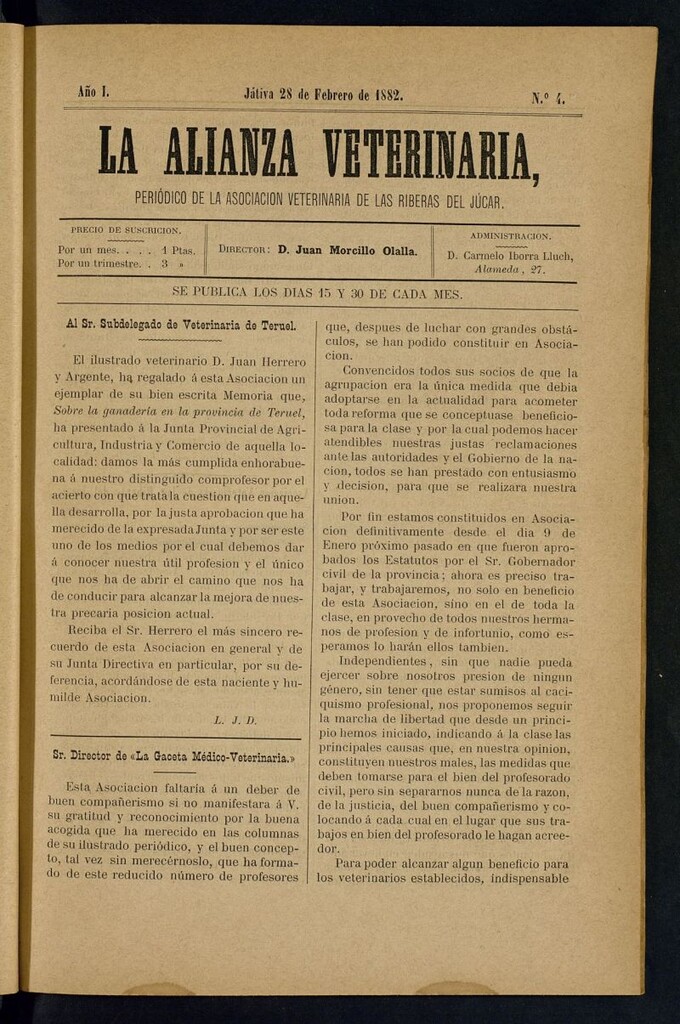 Año I.
Játiva 28 de Febrero de 1882.
N.º 4.
LA ALIANZA VETERINARIA,
PERIÓDICO DE LA ASOCIACION VETERINARIA DE LAS RIBERAS DEL JÚCAR.
PRECIO DE SUSCRICION.
Por un mes. . . . 1 Ptas.
Por un trimestre. . 3 »
DIRECTOR: D. Juan Morcillo Olalla.
ADMINISTRACION.
D. Carmelo Iborra Lluch,
Alameda, 27.
SE PUBLICA LOS DIAS 15 Y 30 DE CADA MES.
Al Sr. Subdelegado de Veterinaria de Teruel.
El ilustrado veterinario D. Juan Herrero
y Argente, ha regalado á esta Asociacion un
ejemplar de su bien escrita Memoria que,
Sobre la ganadería en la provincia de Teruel,
ha presentado á la Junta Provincial de Agri-
cultura, Industria y Comercio de aquella lo-
calidad: damos la más cumplida enhorabue-
na á nuestro distinguido comprofesor por el
acierto con que trata la cuestion que en aque-
lla desarrolla, por la justa aprobacion que ha
merecido de la expresada Junta y por ser este
uno de los medios por el cual debemos dar
á conocer nuestra útil profesion y el único
que nos ha de abrir el camino que nos ha
de conducir para alcanzar la mejora de nues-
tra precaria posicion actual.
Reciba el Sr. Herrero el más sincero re-
cuerdo de esta Asociacion en general y de
su Junta Directiva en particular, por su de-
ferencia, acordándose de esta naciente y hu-
milde Asociacion.
L. J. D.
Sr. Director de «La Gaceta Médico-Veterinaria.»
Esta Asociacion faltaría á un deber de
buen compañerismo si no manifestara á V.
su gratitud y reconocimiento por la buena
acogida que ha merecido en las columnas
de su ilustrado periódico, y el buen concep-
to, tal vez sin merecérnoslo, que ha forma-
do de este reducido número de profesores
que, despues de luchar con grandes obstá-
culos, se han podido constituir en Asocia-
cion.
Convencidos todos sus socios de que la
agrupacion era la única medida que debia
adoptarse en la actualidad para acometer
toda reforma que se conceptuase beneficio-
sa para la clase y por la cual podemos hacer
atendibles nuestras justas reclamaciones
ante las autoridades y el Gobierno de la na-
cion, todos se han prestado con entusiasmo
y decision, para que se realizara nuestra
union.
Por fin estamos constituidos en Asocia-
cion definitivamente desde el dia 9 de
Enero próximo pasado en que fueron apro-
bados los Estatutos por el Sr. Gobernador
civil de la provincia; ahora es preciso tra-
bajar, y trabajaremos, no solo en beneficio
de esta Asociacion, sino en el de toda la
clase, en provecho de todos nuestros herma-
nos de profesion y de infortunio, como es-
peramos lo harán ellos tambien.
Independientes, sin que nadie pueda
ejercer sobre nosotros presion de ningun
género, sin tener que estar sumisos al caci-
quismo profesional, nos proponemos seguir
la marcha de libertad que desde un princi-
pio hemos iniciado, indicando á la clase las
principales causas que, en nuestra opinion,
constituyen nuestros males, las medidas que
deben tomarse para el bien del profesorado
civil, pero sin separarnos nunca de la razon,
de la justicia, del buen compañerismo y co-
locando á cada cual en el lugar que sus tra-
bajos en bien del profesorado le hagan acree-
dor.
Para poder alcanzar algun beneficio para
los veterinarios establecidos, indispensable